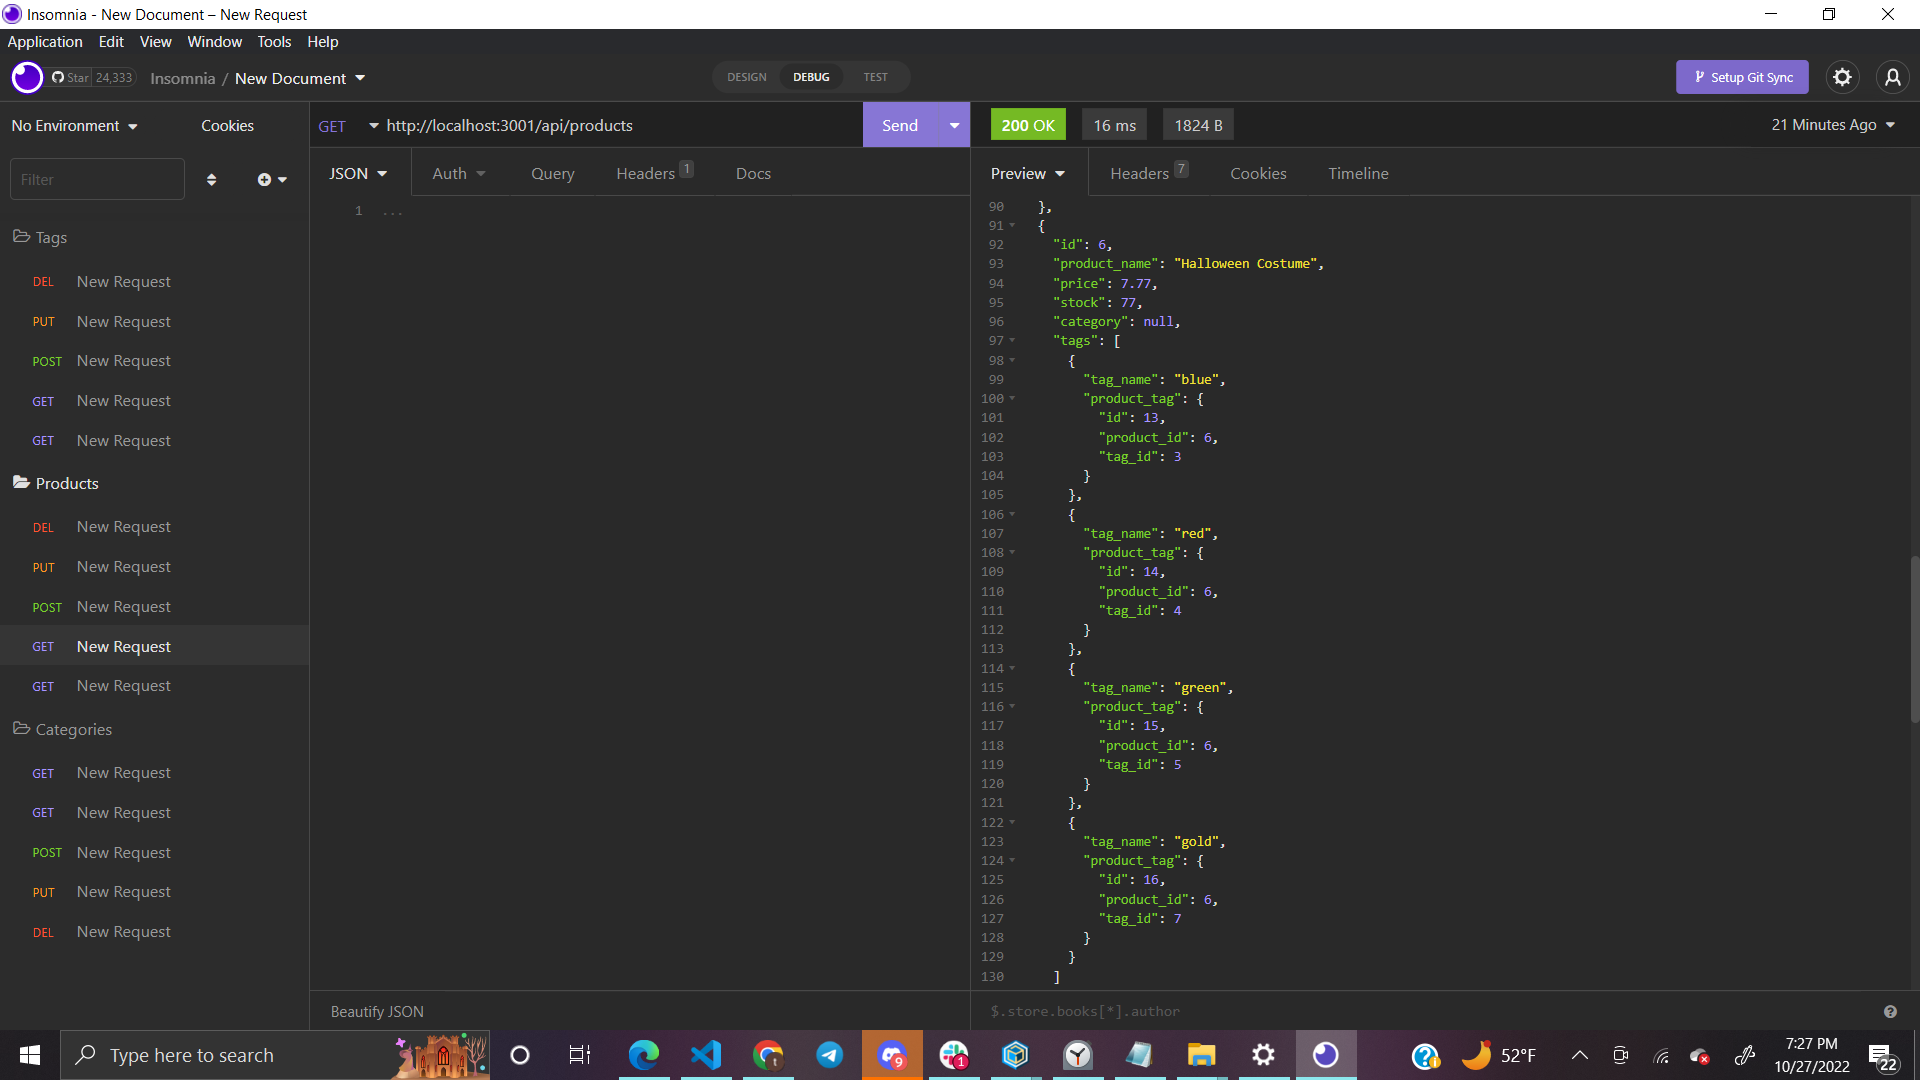 Insomnia - New Document – New Request
Application Edit View Window Tools Help
Star 24,333 Insomnia / New Document
DESIGN DEBUG TEST
Setup Git Sync
No Environment Cookies
GET http://localhost:3001/api/products Send
200 OK 16 ms 1824 B 21 Minutes Ago
Filter
JSON Auth Query Headers 1 Docs
Preview Headers 7 Cookies Timeline
Tags
DEL New Request
PUT New Request
POST New Request
GET New Request
GET New Request
Products
DEL New Request
PUT New Request
POST New Request
GET New Request
GET New Request
Categories
GET New Request
GET New Request
POST New Request
PUT New Request
DEL New Request
1 ...
90 },
91 {
92 "id": 6,
93 "product_name": "Halloween Costume",
94 "price": 7.77,
95 "stock": 77,
96 "category": null,
97 "tags": [
98 {
99 "tag_name": "blue",
100 "product_tag": {
101 "id": 13,
102 "product_id": 6,
103 "tag_id": 3
104 }
105 },
106 {
107 "tag_name": "red",
108 "product_tag": {
109 "id": 14,
110 "product_id": 6,
111 "tag_id": 4
112 }
113 },
114 {
115 "tag_name": "green",
116 "product_tag": {
117 "id": 15,
118 "product_id": 6,
119 "tag_id": 5
120 }
121 },
122 {
123 "tag_name": "gold",
124 "product_tag": {
125 "id": 16,
126 "product_id": 6,
127 "tag_id": 7
128 }
129 }
130 ]
Beautify JSON
$.store.books[*].author
Type here to search
9
1
52°F
7:27 PM
10/27/2022
22